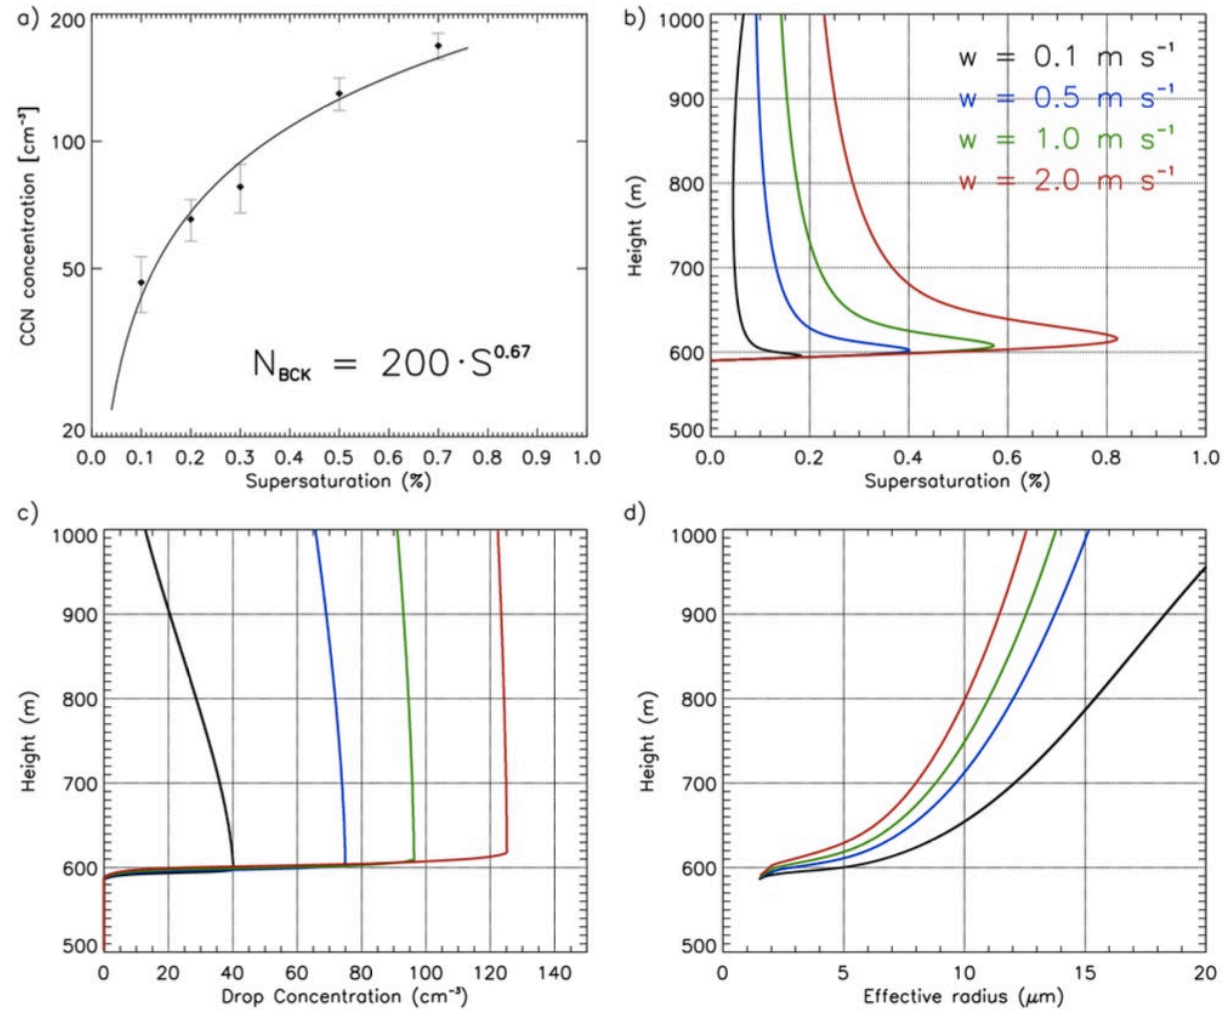 a)
200
100
50
20
CCN concentration [cm⁻³]
N_BCK = 200·S^0.67
0.0 0.1 0.2 0.3 0.4 0.5 0.6 0.7 0.8 0.9 1.0
Supersaturation (%)
b)
1000
900
800
700
600
500
Height (m)
w = 0.1 m s⁻¹
w = 0.5 m s⁻¹
w = 1.0 m s⁻¹
w = 2.0 m s⁻¹
0.0 0.2 0.4 0.6 0.8 1.0
Supersaturation (%)
c)
1000
900
800
700
600
500
Height (m)
0 20 40 60 80 100 120 140
Drop Concentration (cm⁻³)
d)
1000
900
800
700
600
500
Height (m)
0 5 10 15 20
Effective radius (μm)